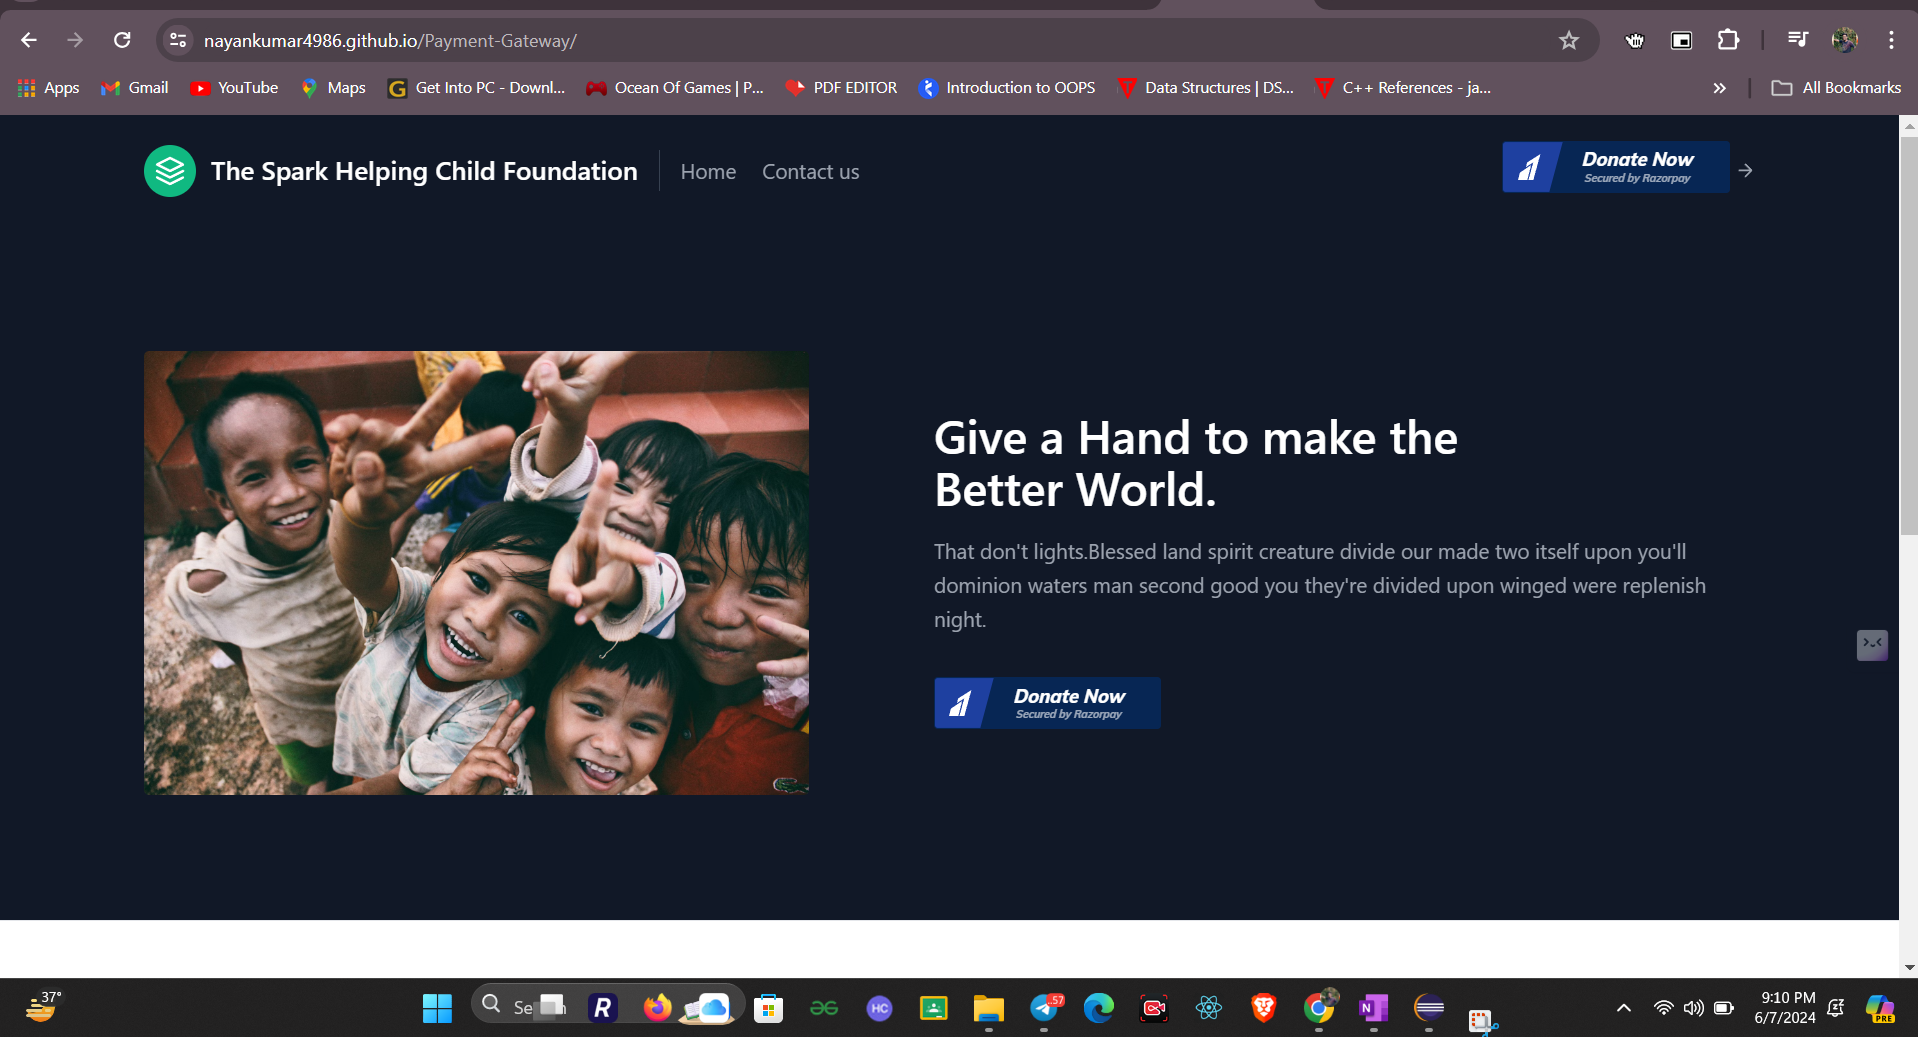 nayankumar4986.github.io/Payment-Gateway/
Apps
Gmail
YouTube
Maps
Get Into PC - Downl...
Ocean Of Games | P...
PDF EDITOR
Introduction to OOPS
Data Structures | DS...
C++ References - ja...
All Bookmarks
The Spark Helping Child Foundation
Home
Contact us
Donate Now
Secured by Razorpay
Give a Hand to make the
Better World.
That don't lights.Blessed land spirit creature divide our made two itself upon you'll
dominion waters man second good you they're divided upon winged were replenish
night.
Donate Now
Secured by Razorpay
37°
HC
57
N
PRE
9:10 PM
6/7/2024